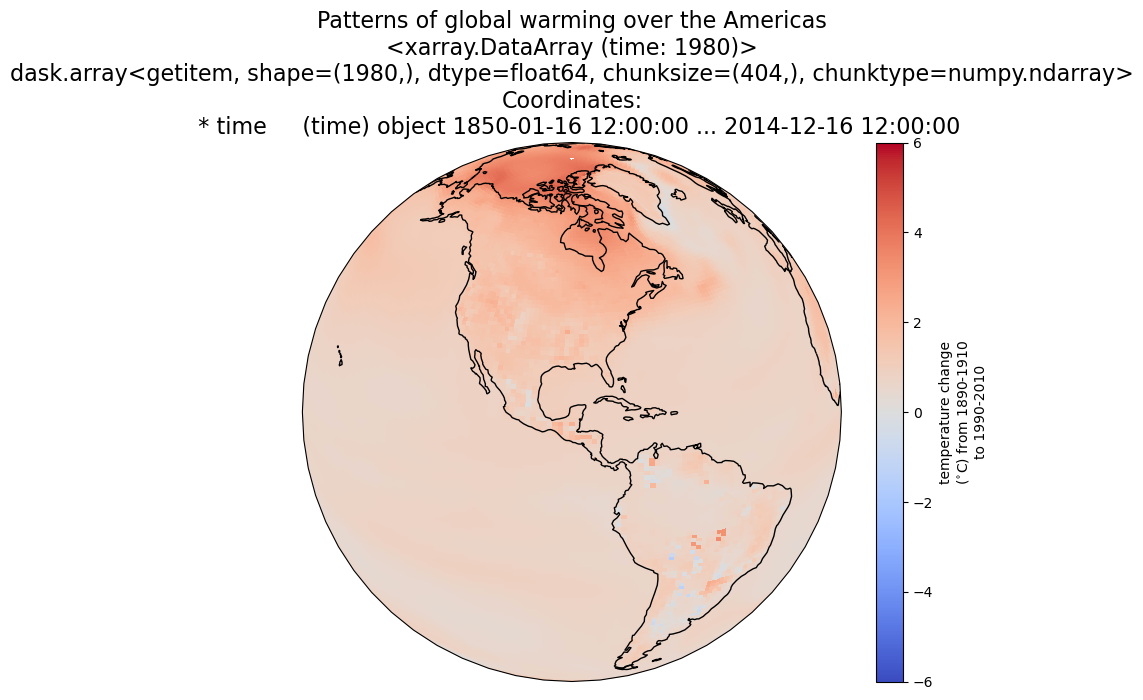 Patterns of global warming over the Americas
<xarray.DataArray (time: 1980)>
dask.array<getitem, shape=(1980,), dtype=float64, chunksize=(404,), chunktype=numpy.ndarray>
Coordinates:
* time     (time) object 1850-01-16 12:00:00 ... 2014-12-16 12:00:00
6
4
2
0
−2
−4
−6
temperature change
(°C) from 1890-1910
to 1990-2010